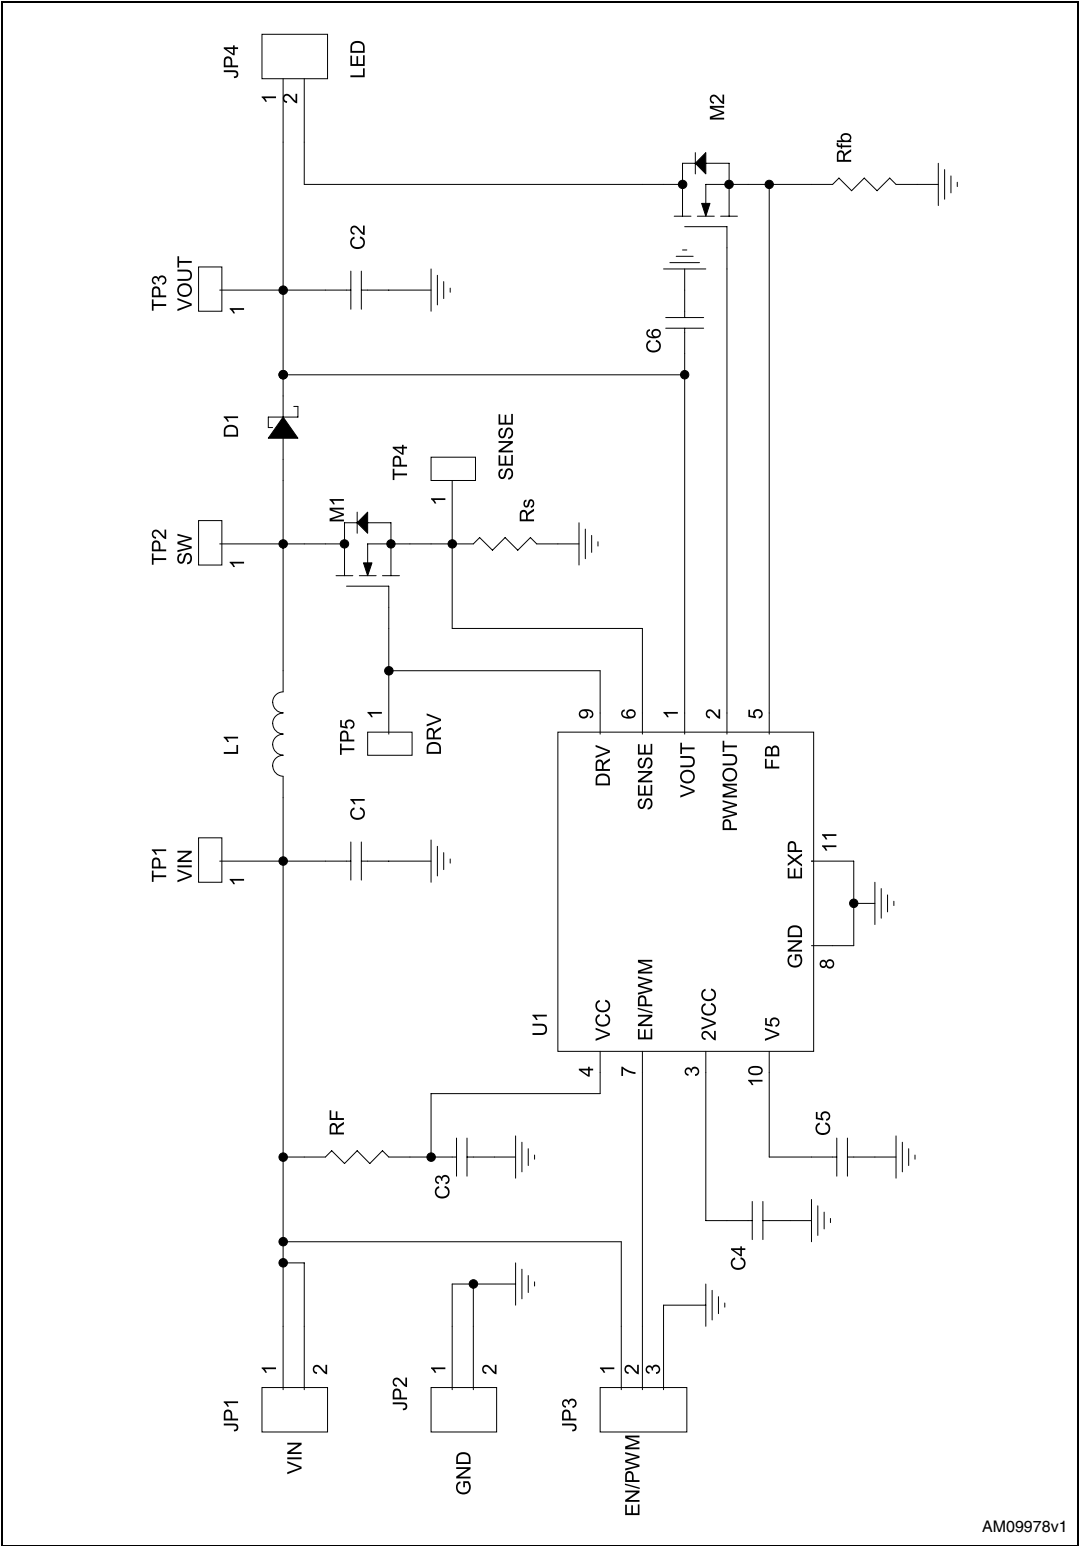 JP4
LED
1
2
M2
Rfb
TP3
VOUT
1
C2
C6
D1
TP4
SENSE
1
TP2
SW
1
M1
Rs
L1
TP5
DRV
1
9
6
1
2
5
DRV
SENSE
VOUT
PWMOUT
FB
TP1
VIN
1
C1
EXP
11
GND
8
U1
VCC
EN/PWM
2VCC
V5
4
7
3
10
RF
C3
C5
C4
1
2
JP1
VIN
1
2
JP2
GND
1
2
3
JP3
EN/PWM
AM09978v1